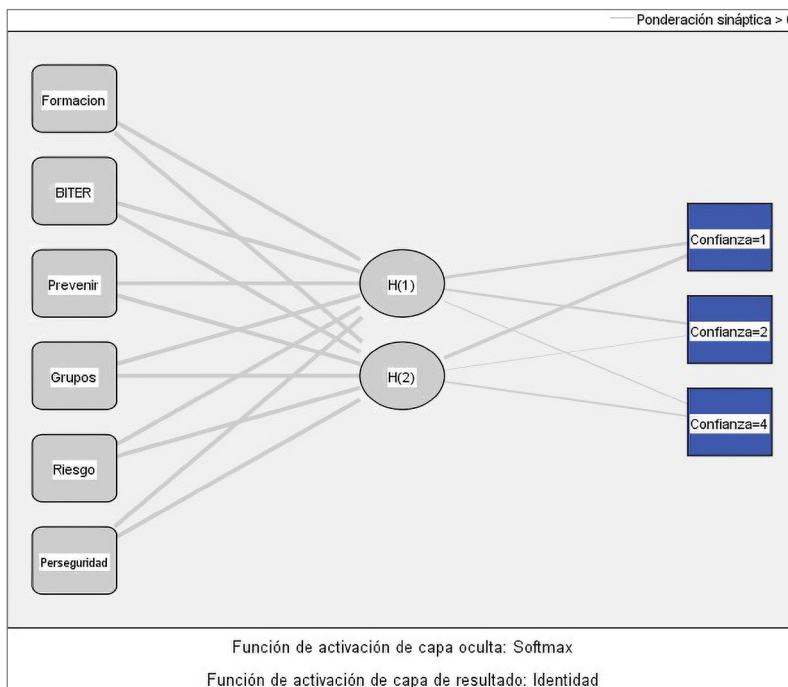 Ponderación sináptica >
Formacion
BITER
Prevenir
Grupos
Riesgo
Perseguridad
H(1)
H(2)
Confianza=1
Confianza=2
Confianza=4
Función de activación de capa oculta: Softmax
Función de activación de capa de resultado: Identidad